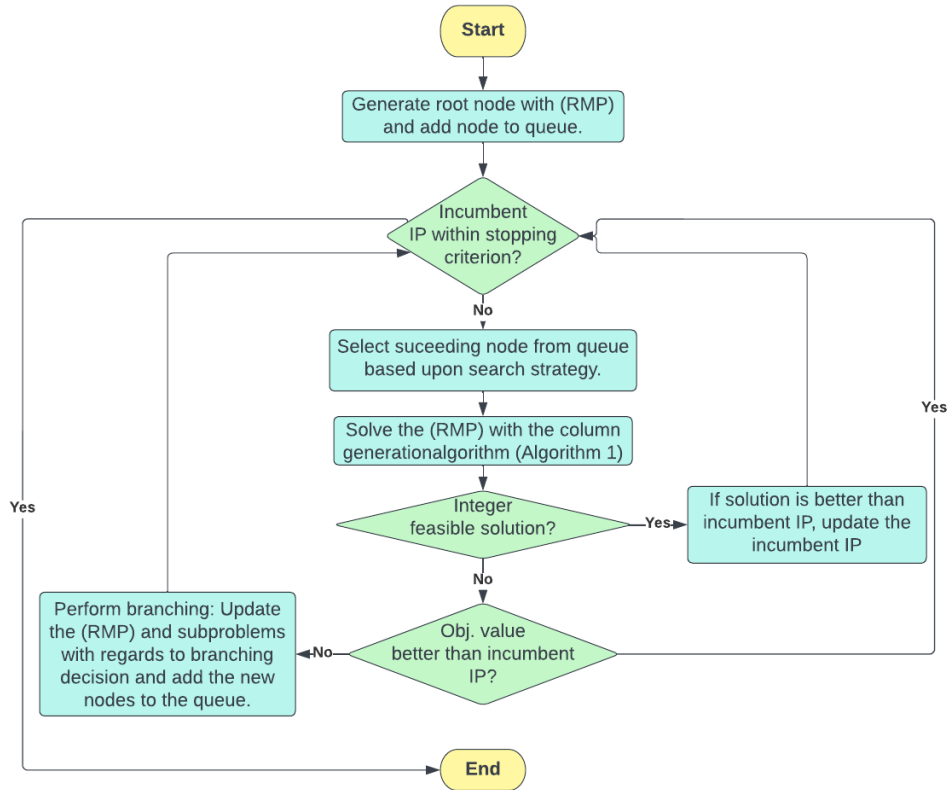 Start
Generate root node with (RMP)
and add node to queue.
Incumbent
IP within stopping
criterion?
No
Select suceeding node from queue
based upon search strategy.
Yes
Solve the (RMP) with the column
generationalgorithm (Algorithm 1)
Yes
Integer
feasible solution?
Yes
If solution is better than
incumbent IP, update the
incumbent IP
No
Perform branching: Update
the (RMP) and subproblems
with regards to branching
decision and add the new
nodes to the queue.
No
Obj. value
better than incumbent
IP?
End